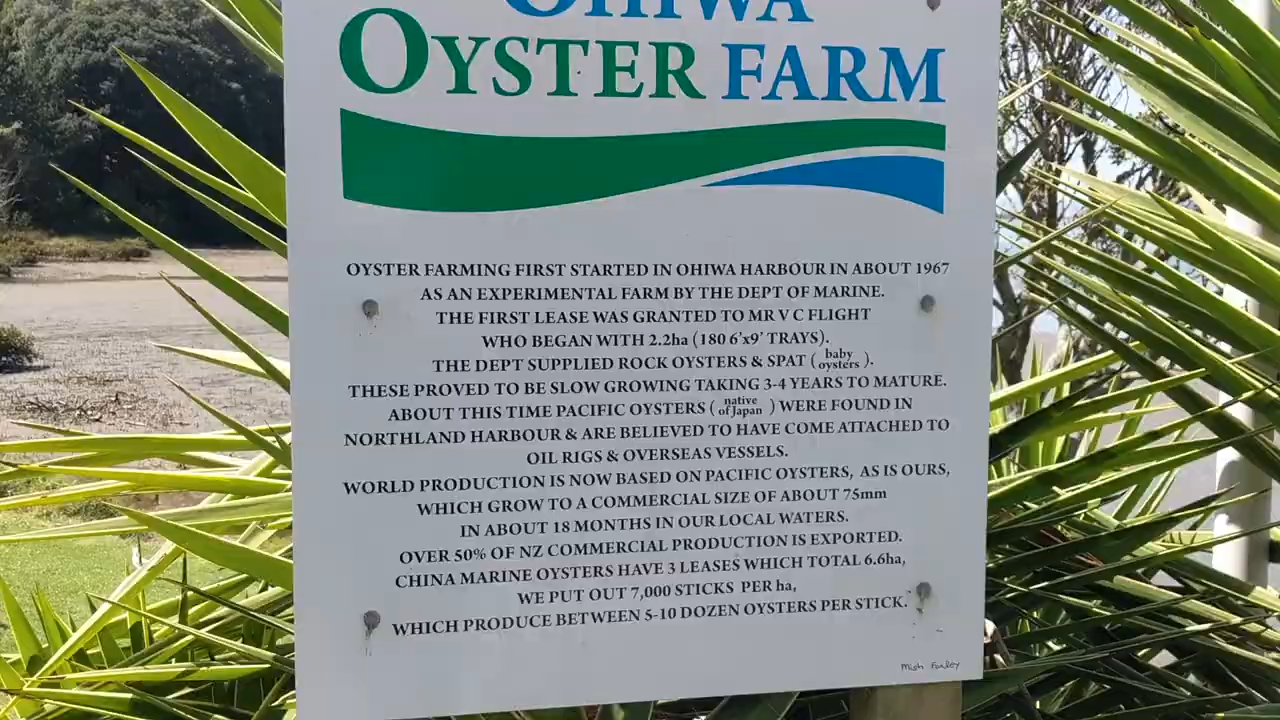 OHIWA
OYSTER FARM
OYSTER FARMING FIRST STARTED IN OHIWA HARBOUR IN ABOUT 1967
AS AN EXPERIMENTAL FARM BY THE DEPT OF MARINE.
THE FIRST LEASE WAS GRANTED TO MR V C FLIGHT
WHO BEGAN WITH 2.2ha (180 6'x9' TRAYS).
THE DEPT SUPPLIED ROCK OYSTERS & SPAT (baby oysters).
THESE PROVED TO BE SLOW GROWING TAKING 3-4 YEARS TO MATURE.
ABOUT THIS TIME PACIFIC OYSTERS (native of Japan) WERE FOUND IN
NORTHLAND HARBOUR & ARE BELIEVED TO HAVE COME ATTACHED TO
OIL RIGS & OVERSEAS VESSELS.
WORLD PRODUCTION IS NOW BASED ON PACIFIC OYSTERS, AS IS OURS,
WHICH GROW TO A COMMERCIAL SIZE OF ABOUT 75mm
IN ABOUT 18 MONTHS IN OUR LOCAL WATERS.
OVER 50% OF NZ COMMERCIAL PRODUCTION IS EXPORTED.
CHINA MARINE OYSTERS HAVE 3 LEASES WHICH TOTAL 6.6ha,
WE PUT OUT 7,000 STICKS PER ha,
WHICH PRODUCE BETWEEN 5-10 DOZEN OYSTERS PER STICK.
Mish